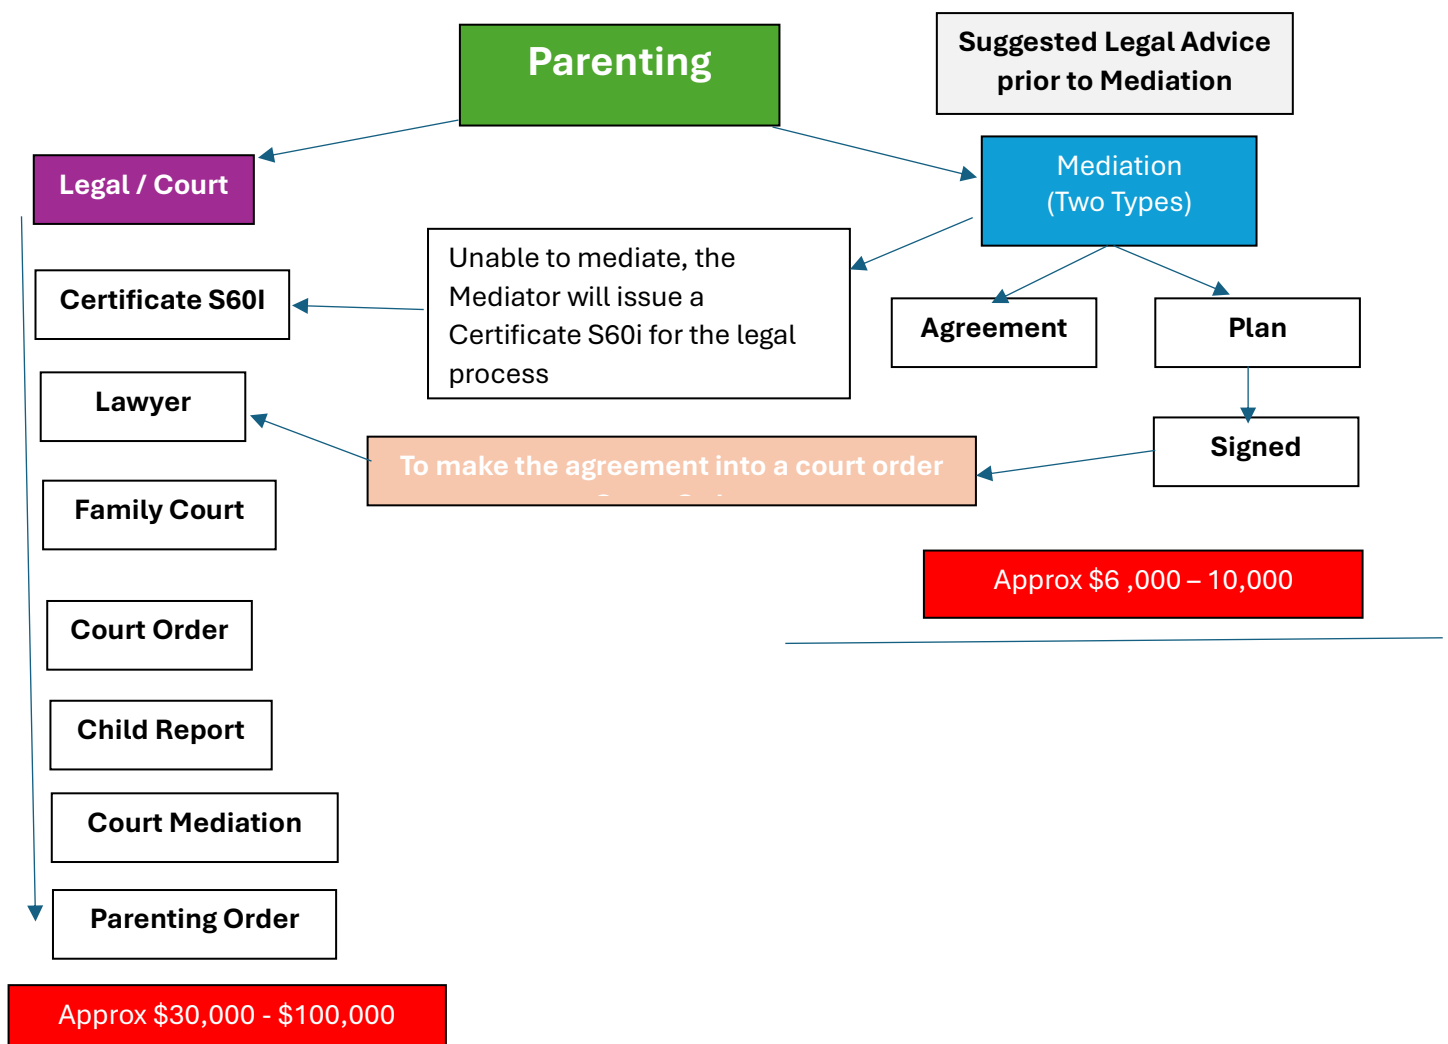 Parenting
Suggested Legal Advice
prior to Mediation
Legal / Court
Mediation
(Two Types)
Unable to mediate, the
Mediator will issue a
Certificate S60i for the legal
process
Certificate S60I
Agreement
Plan
Lawyer
To make the agreement into a court order
Signed
Family Court
Approx $6 ,000 – 10,000
Court Order
Child Report
Court Mediation
Parenting Order
Approx $30,000 - $100,000